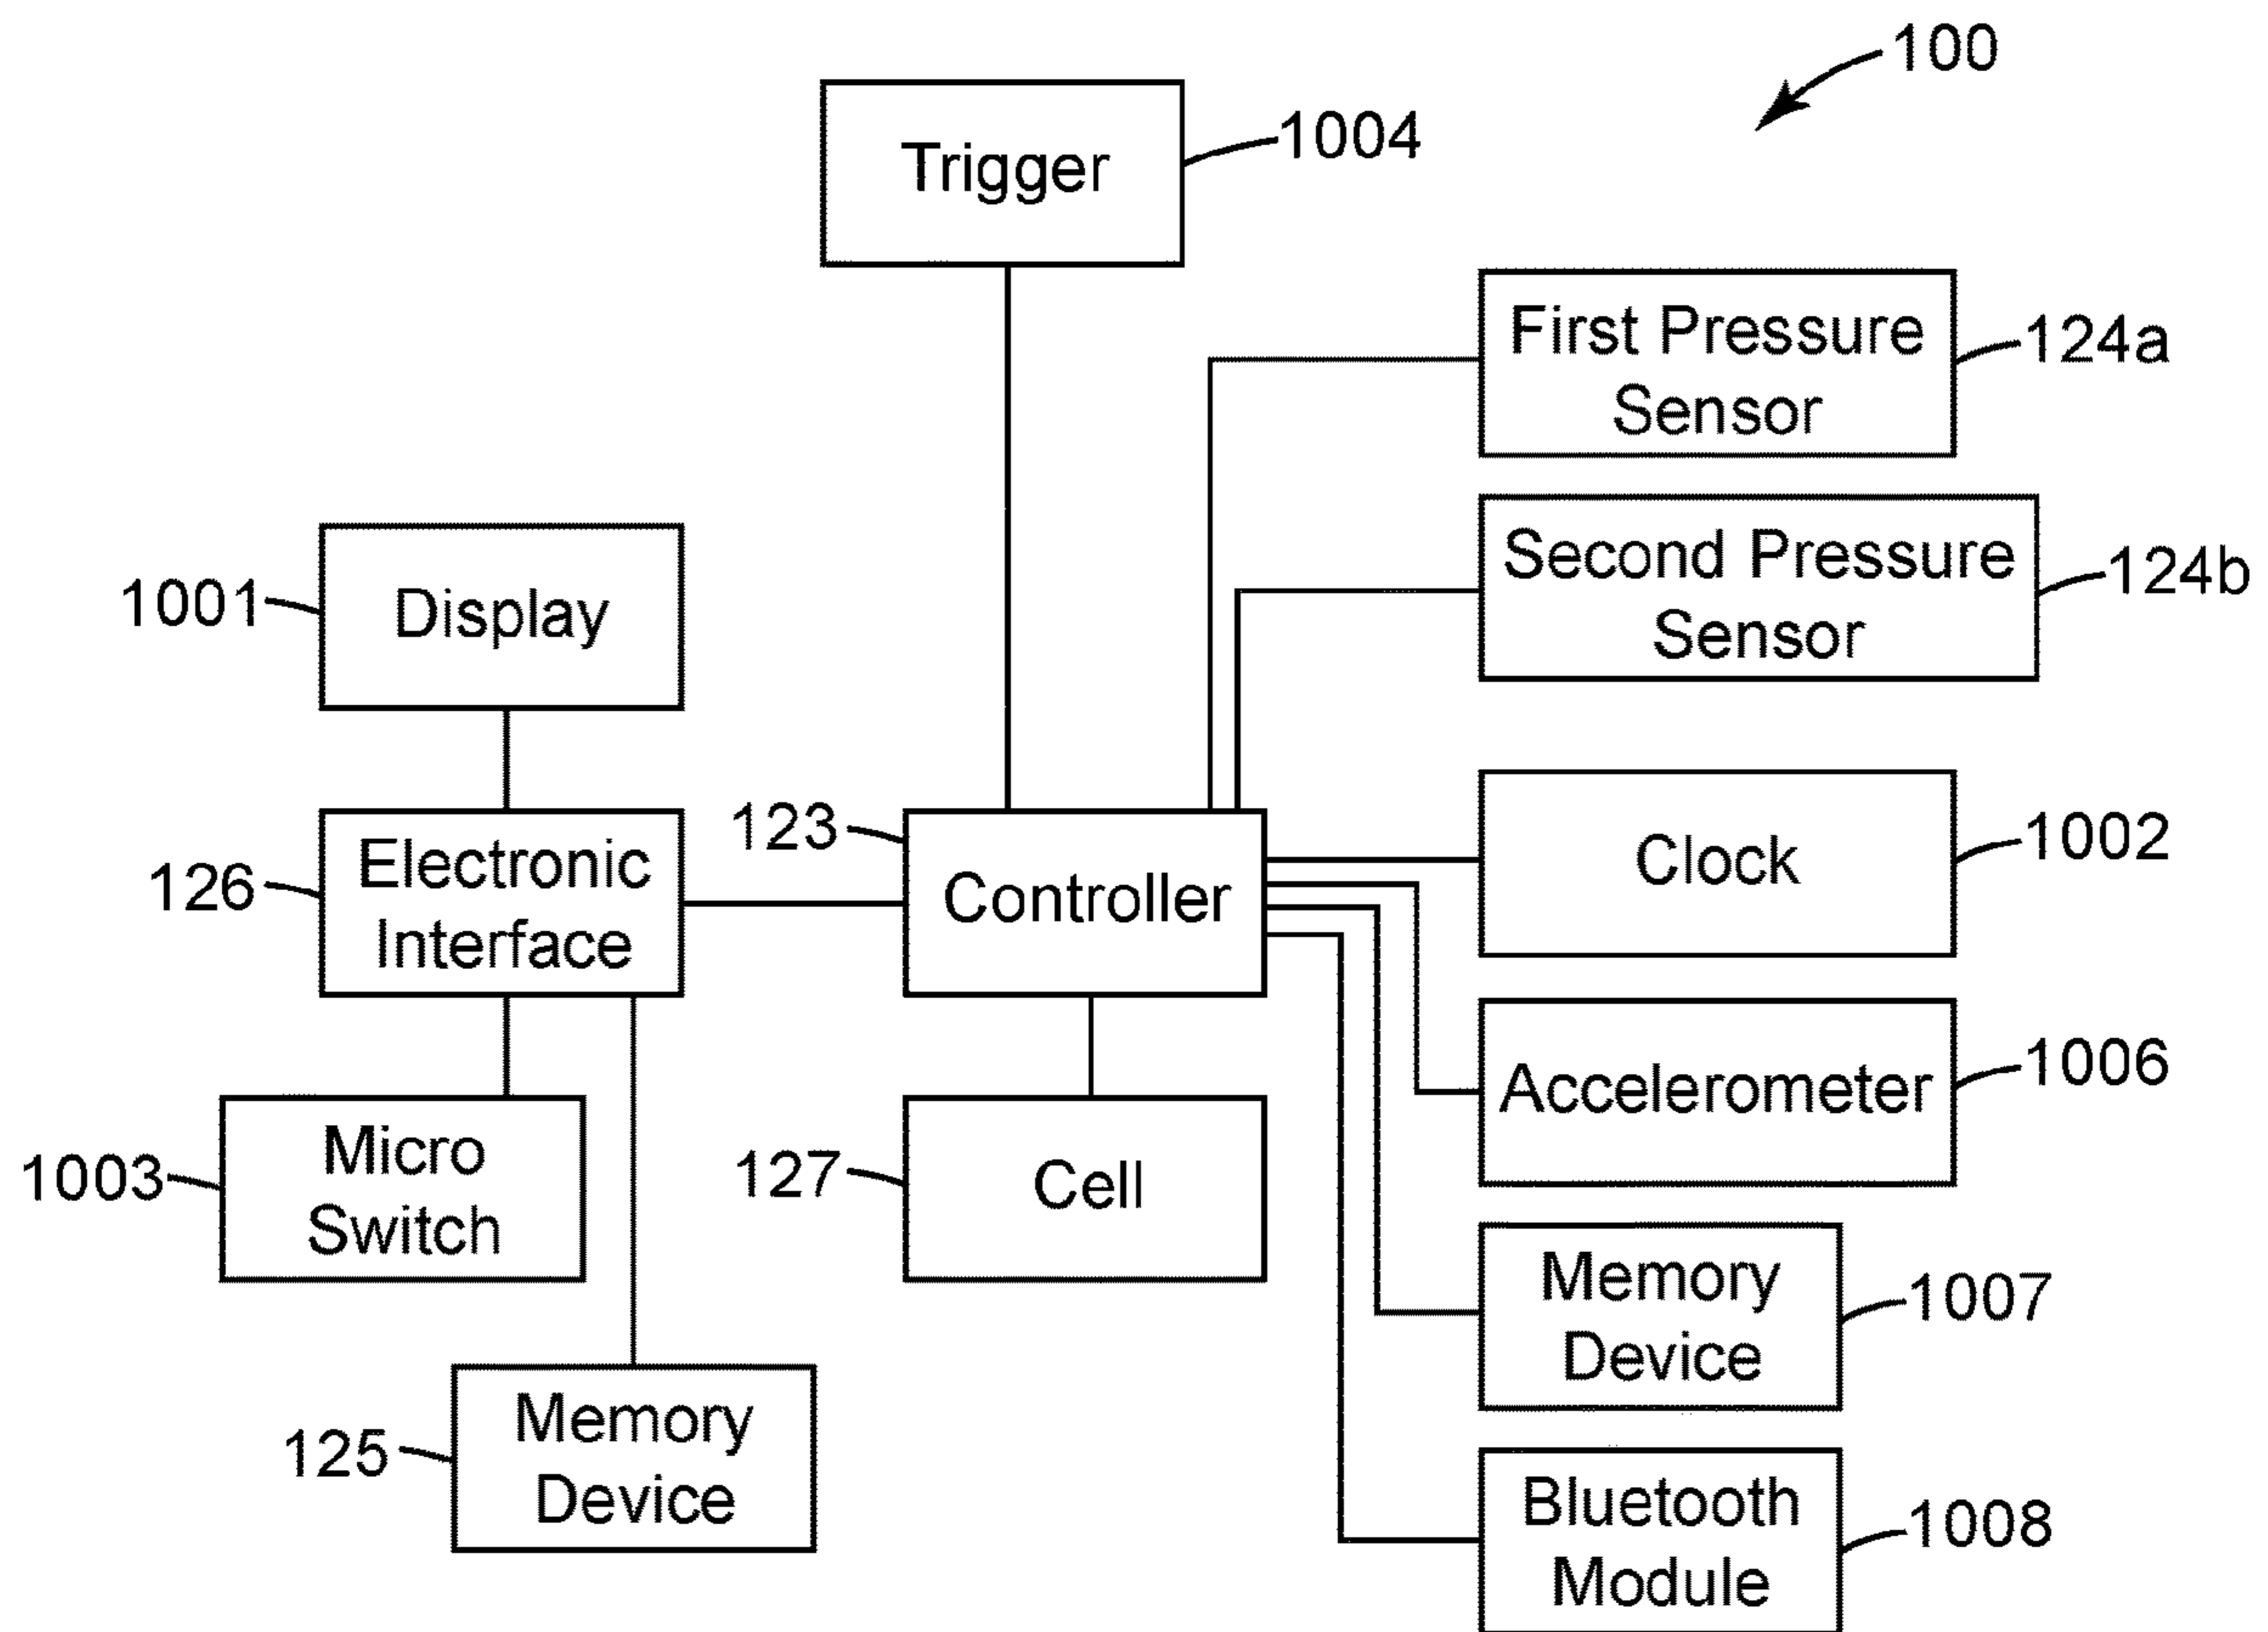 100
Trigger
1004
First Pressure
Sensor
124a
Second Pressure
Sensor
124b
1001
Display
126
Electronic
Interface
123
Controller
Clock
1002
Accelerometer
1006
1003
Micro
Switch
127
Cell
Memory
Device
1007
125
Memory
Device
Bluetooth
Module
1008